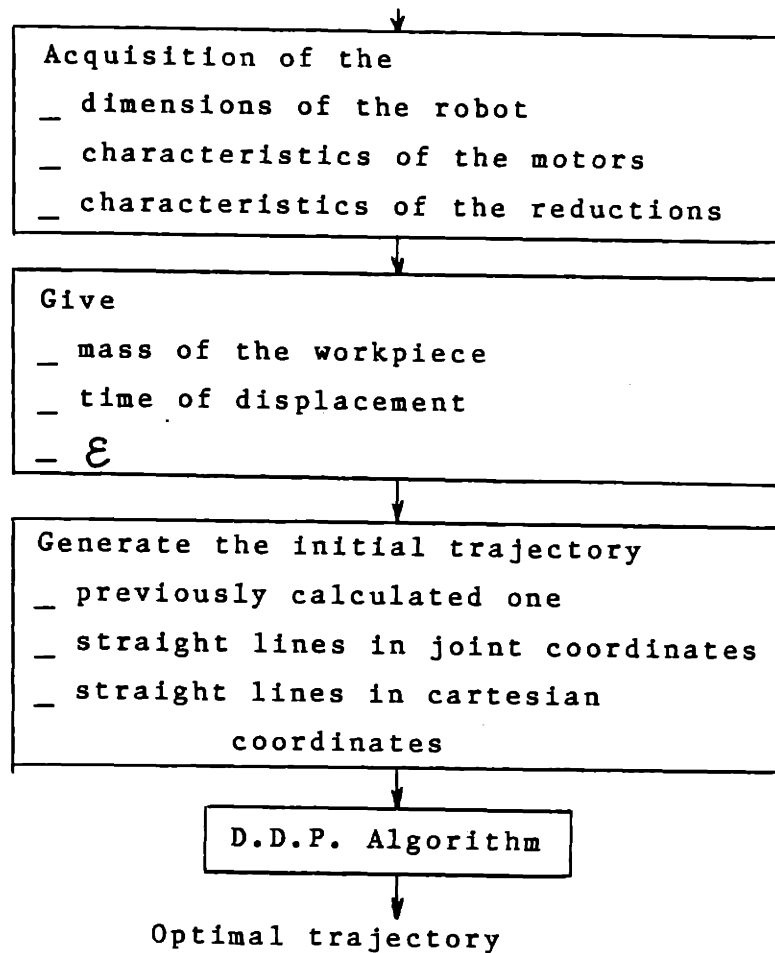 Acquisition of the
_ dimensions of the robot
_ characteristics of the motors
_ characteristics of the reductions
Give
_ mass of the workpiece
_ time of displacement
_ ε
Generate the initial trajectory
_ previously calculated one
_ straight lines in joint coordinates
_ straight lines in cartesian
coordinates
D.D.P. Algorithm
Optimal trajectory